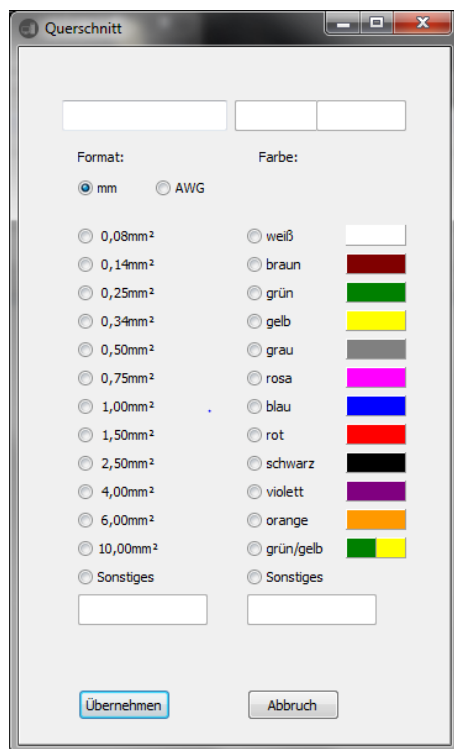 Querschnitt
Format: Farbe:
mm AWG
0,08mm² weiß
0,14mm² braun
0,25mm² grün
0,34mm² gelb
0,50mm² grau
0,75mm² rosa
1,00mm² blau
1,50mm² rot
2,50mm² schwarz
4,00mm² violett
6,00mm² orange
10,00mm² grün/gelb
Sonstiges Sonstiges
Übernehmen Abbruch